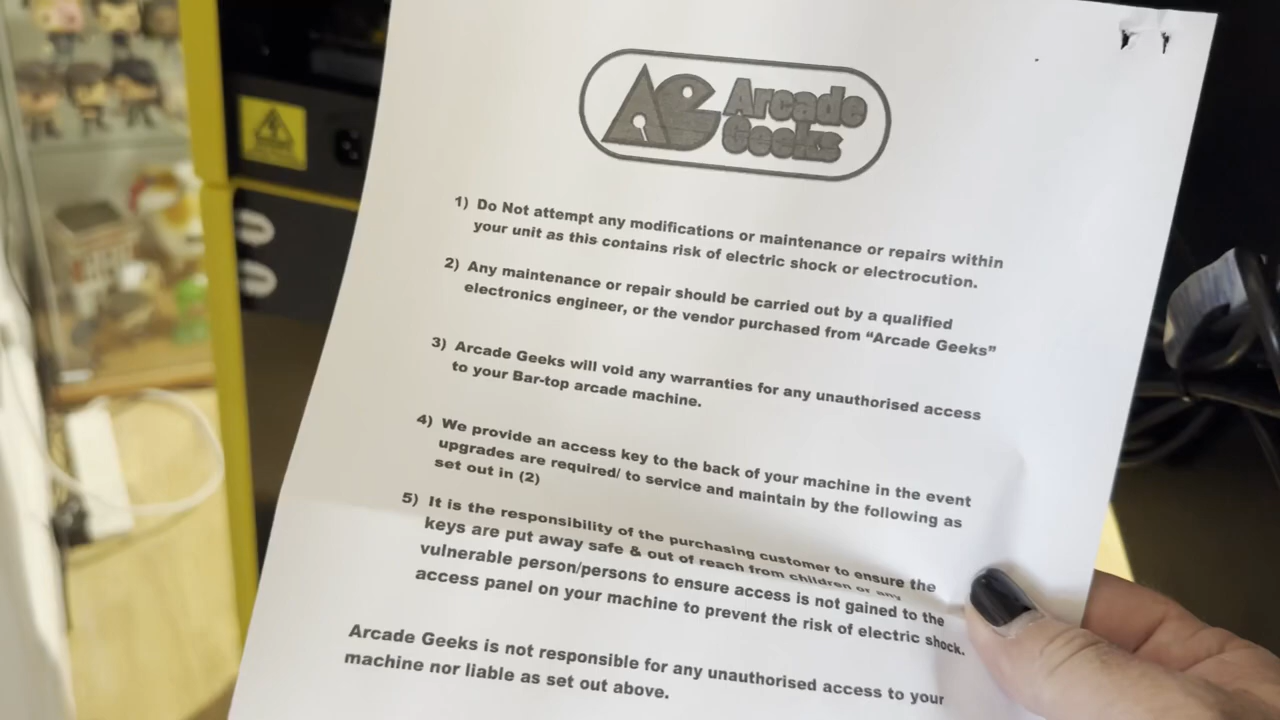 AG Arcade
Geeks
1) Do Not attempt any modifications or maintenance or repairs within
your unit as this contains risk of electric shock or electrocution.
2) Any maintenance or repair should be carried out by a qualified
electronics engineer, or the vendor purchased from “Arcade Geeks”
3) Arcade Geeks will void any warranties for any unauthorised access
to your Bar-top arcade machine.
4) We provide an access key to the back of your machine in the event
upgrades are required/ to service and maintain by the following as
set out in (2)
5) It is the responsibility of the purchasing customer to ensure the
keys are put away safe & out of reach from children or any
vulnerable person/persons to ensure access is not gained to the
access panel on your machine to prevent the risk of electric shock.
Arcade Geeks is not responsible for any unauthorised access to your
machine nor liable as set out above.